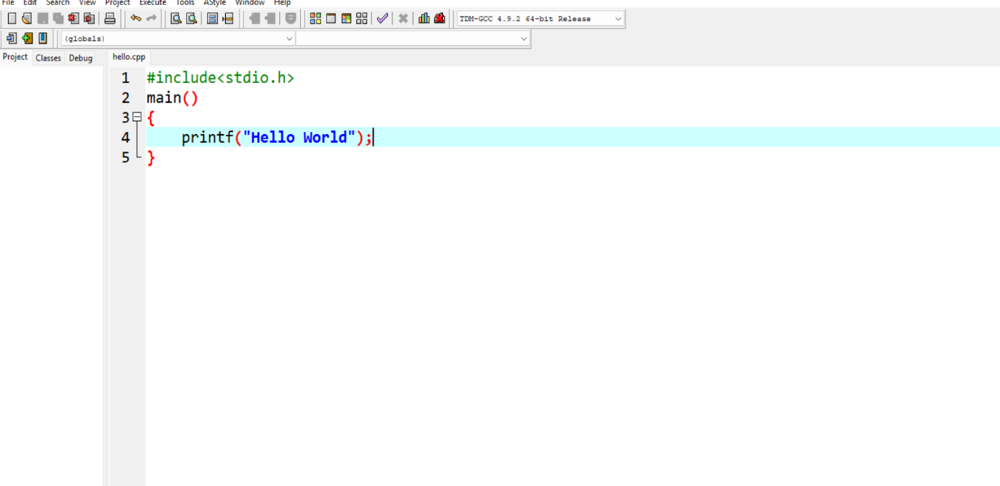 File Edit Search View Project Execute Tools AStyle Window Help
TDM-GCC 4.9.2 64-bit Release
(globals)
Project Classes Debug hello.cpp
1 #include<stdio.h>
2 main()
3 {
4 printf("Hello World");
5 }